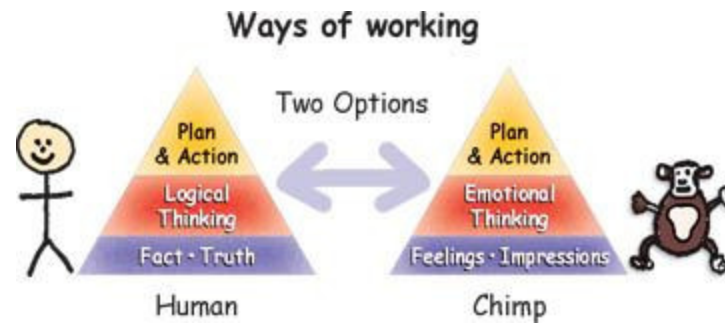 Ways of working
Two Options
Plan
& Action
Logical
Thinking
Fact • Truth
Human
Plan
& Action
Emotional
Thinking
Feelings • Impressions
Chimp